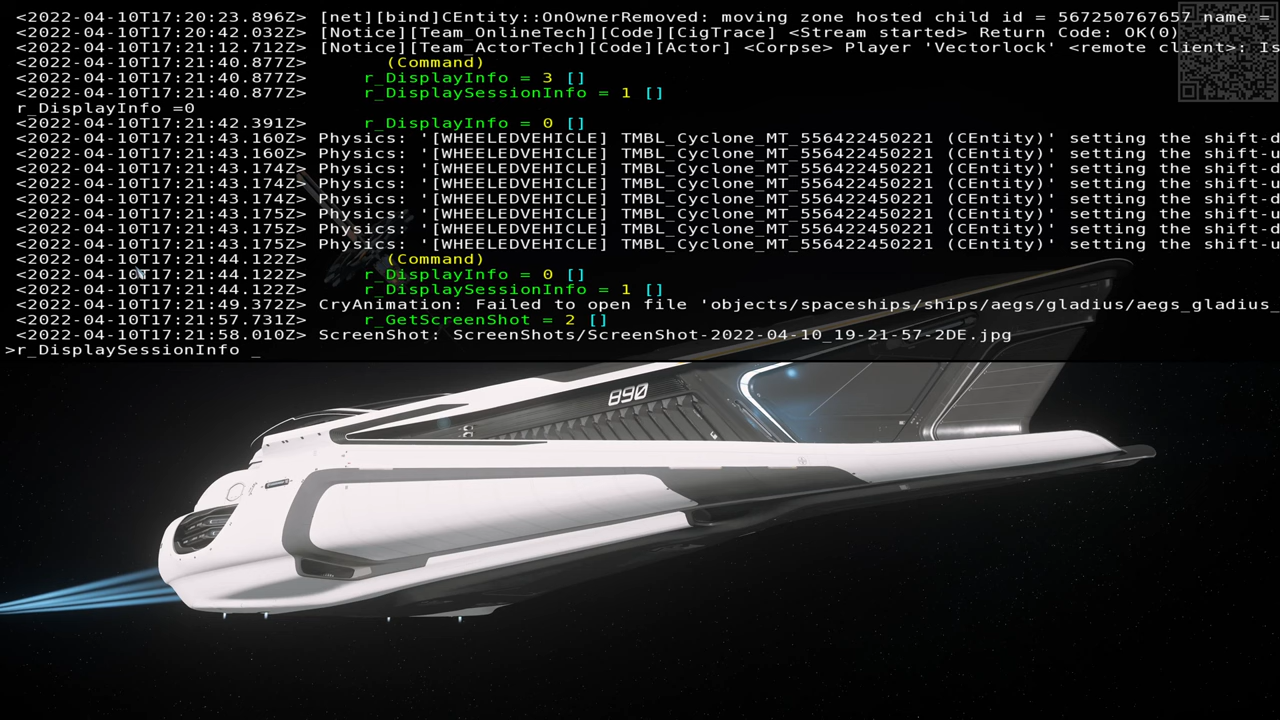 <2022-04-10T17:20:23.896Z> [net][bind]CEntity::OnOwnerRemoved: moving zone hosted child id = 567250767657 name =
<2022-04-10T17:20:42.032Z> [Notice][Team_OnlineTech][Code][CigTrace] <Stream started> Return Code: OK(0)
<2022-04-10T17:21:12.712Z> [Notice][Team_ActorTech][Code][Actor] <Corpse> Player 'Vectorlock' <remote client>: Is
<2022-04-10T17:21:40.877Z> (Command)
<2022-04-10T17:21:40.877Z> r_DisplayInfo = 3 []
<2022-04-10T17:21:40.877Z> r_DisplaySessionInfo = 1 []
r_DisplayInfo =0
<2022-04-10T17:21:42.391Z> r_DisplayInfo = 0 []
<2022-04-10T17:21:43.160Z> Physics: '[WHEELEDVEHICLE] TMBL_Cyclone_MT_556422450221 (CEntity)' setting the shift-d
<2022-04-10T17:21:43.160Z> Physics: '[WHEELEDVEHICLE] TMBL_Cyclone_MT_556422450221 (CEntity)' setting the shift-u
<2022-04-10T17:21:43.174Z> Physics: '[WHEELEDVEHICLE] TMBL_Cyclone_MT_556422450221 (CEntity)' setting the shift-d
<2022-04-10T17:21:43.174Z> Physics: '[WHEELEDVEHICLE] TMBL_Cyclone_MT_556422450221 (CEntity)' setting the shift-u
<2022-04-10T17:21:43.174Z> Physics: '[WHEELEDVEHICLE] TMBL_Cyclone_MT_556422450221 (CEntity)' setting the shift-d
<2022-04-10T17:21:43.175Z> Physics: '[WHEELEDVEHICLE] TMBL_Cyclone_MT_556422450221 (CEntity)' setting the shift-u
<2022-04-10T17:21:43.175Z> Physics: '[WHEELEDVEHICLE] TMBL_Cyclone_MT_556422450221 (CEntity)' setting the shift-d
<2022-04-10T17:21:43.175Z> Physics: '[WHEELEDVEHICLE] TMBL_Cyclone_MT_556422450221 (CEntity)' setting the shift-u
<2022-04-10T17:21:44.122Z> (Command)
<2022-04-10T17:21:44.122Z> r_DisplayInfo = 0 []
<2022-04-10T17:21:44.122Z> r_DisplaySessionInfo = 1 []
<2022-04-10T17:21:49.372Z> CryAnimation: Failed to open file 'objects/spaceships/ships/aegs/gladius/aegs_gladius_
<2022-04-10T17:21:57.731Z> r_GetScreenShot = 2 []
<2022-04-10T17:21:58.010Z> ScreenShot: ScreenShots/ScreenShot-2022-04-10_19-21-57-2DE.jpg
>r_DisplaySessionInfo _
890